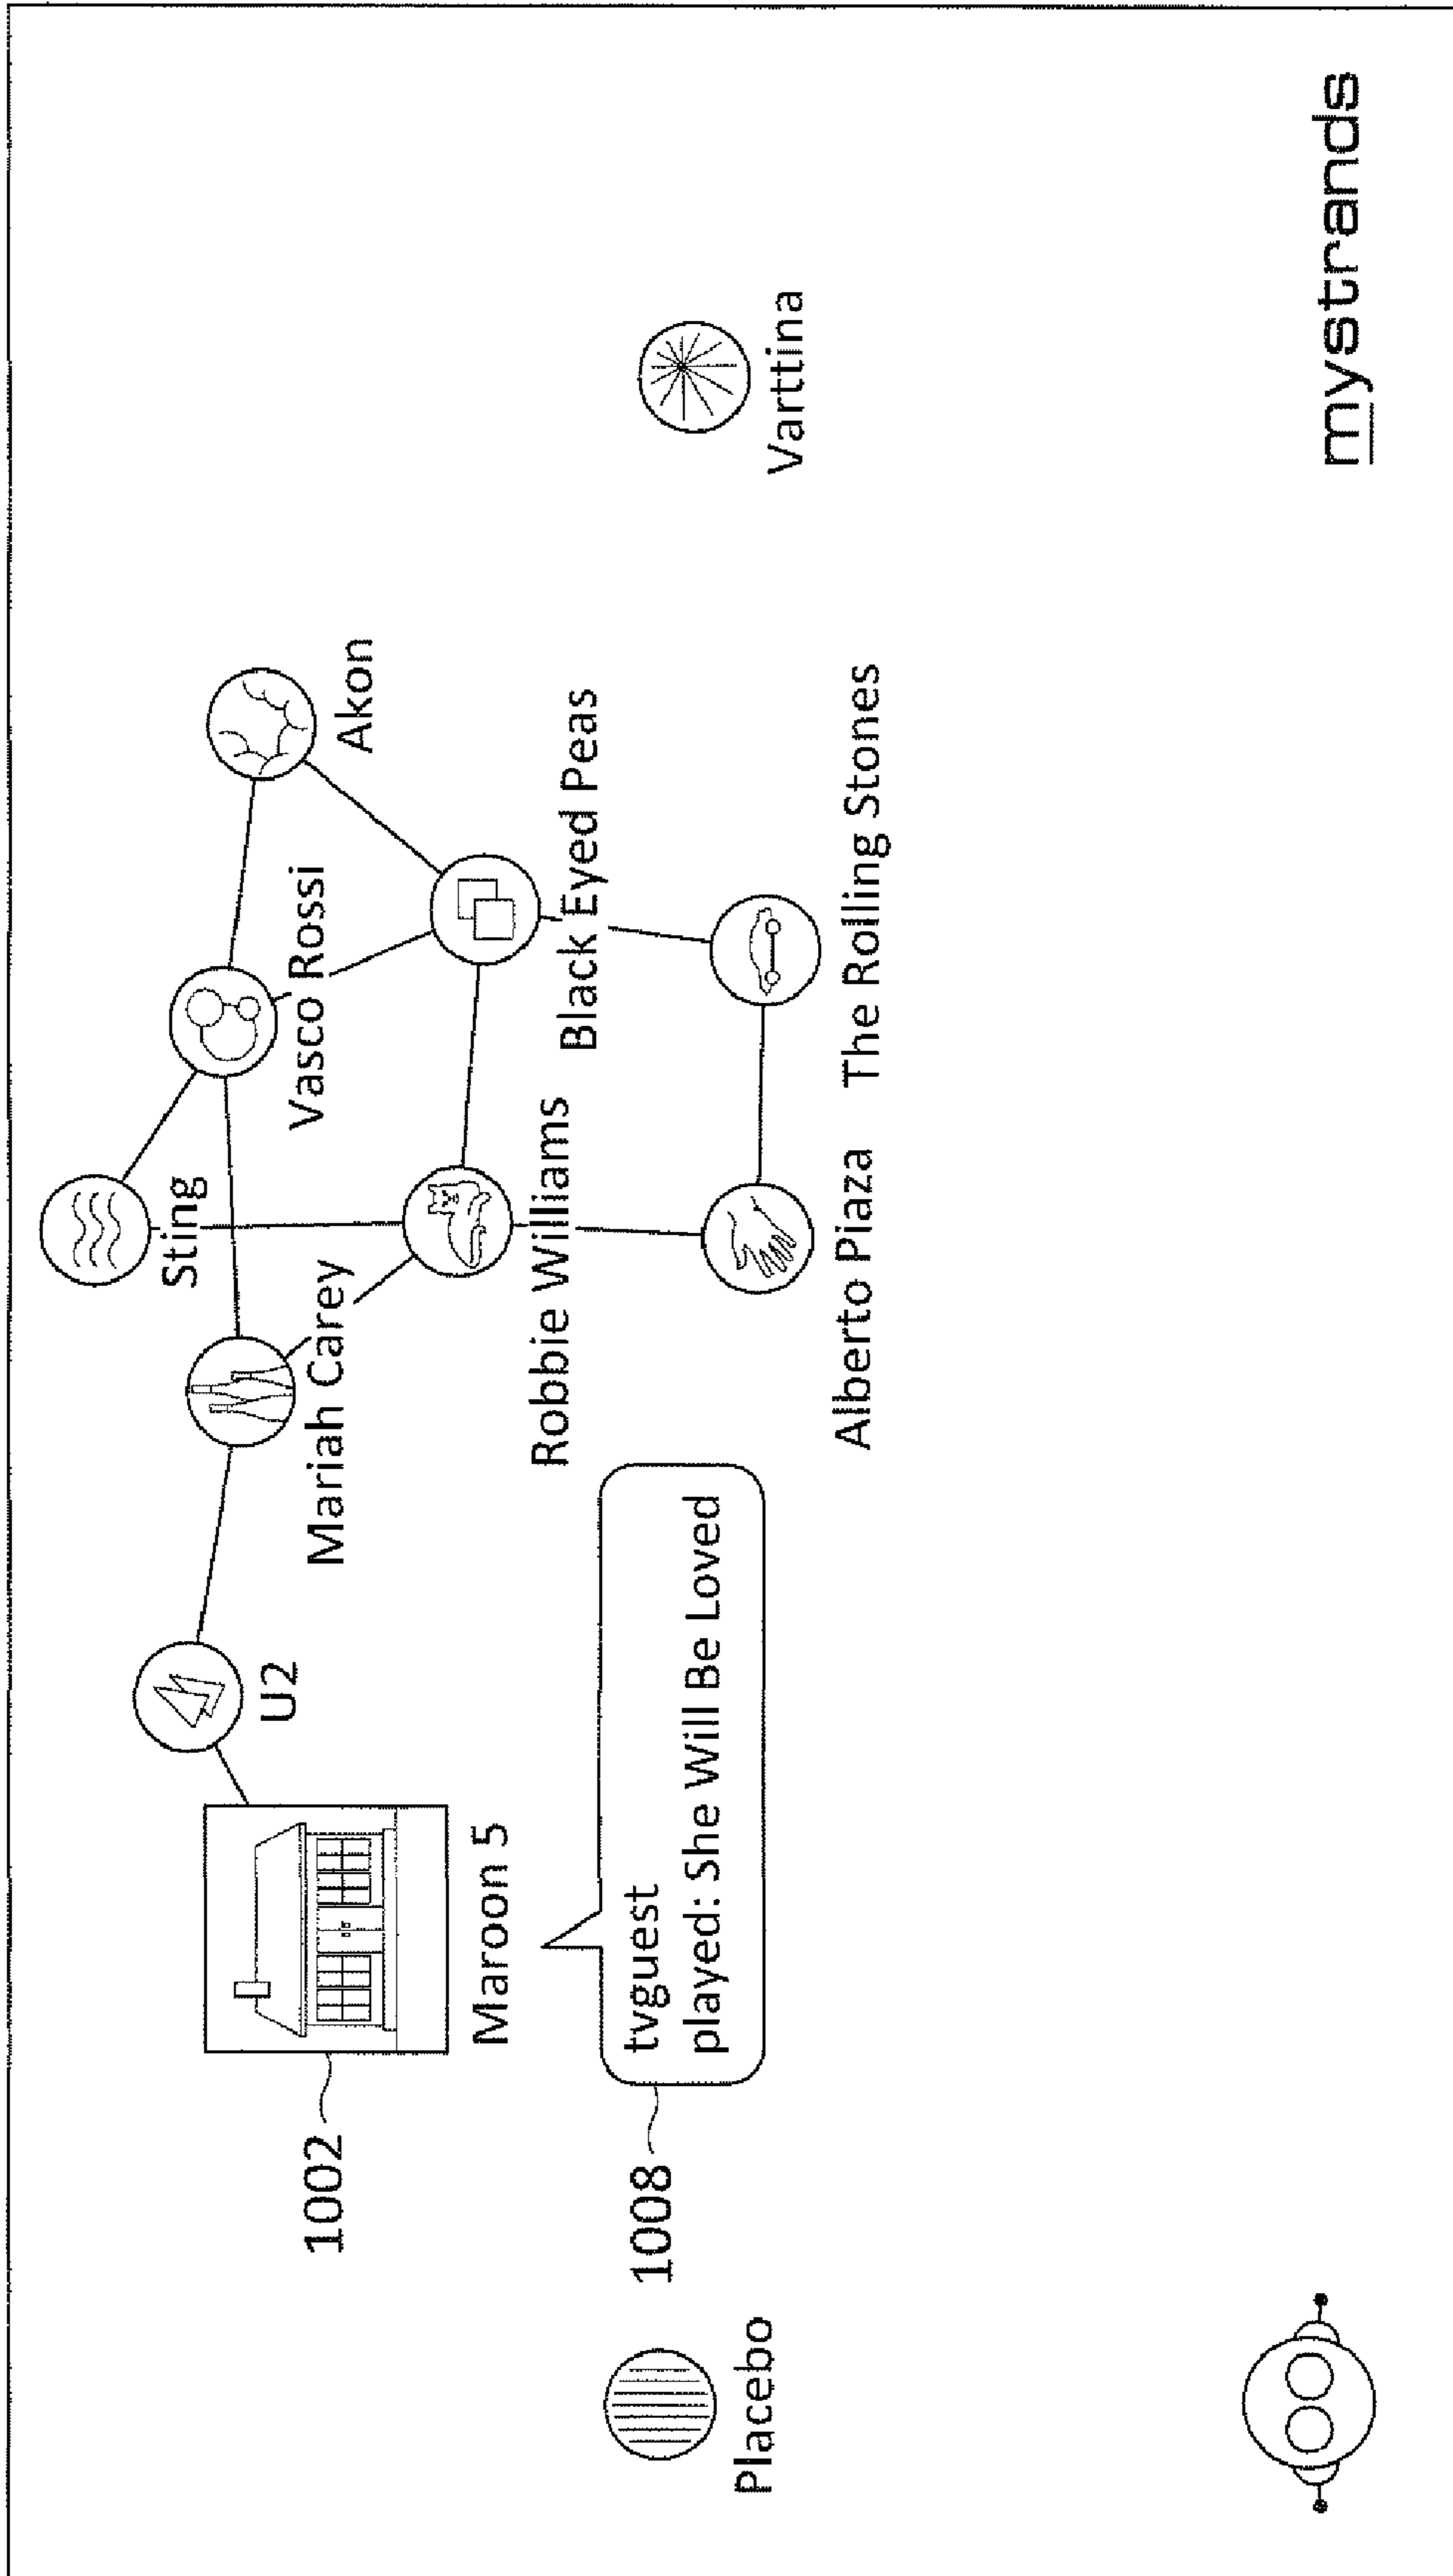 Sting
U2
Mariah Carey
Vasco Rossi
Akon
1002
Maroon 5
Robbie Williams
Black Eyed Peas
1008
tvguest
played: She Will Be Loved
Placebo
Varttina
Alberto Piaza
The Rolling Stones
mystrands